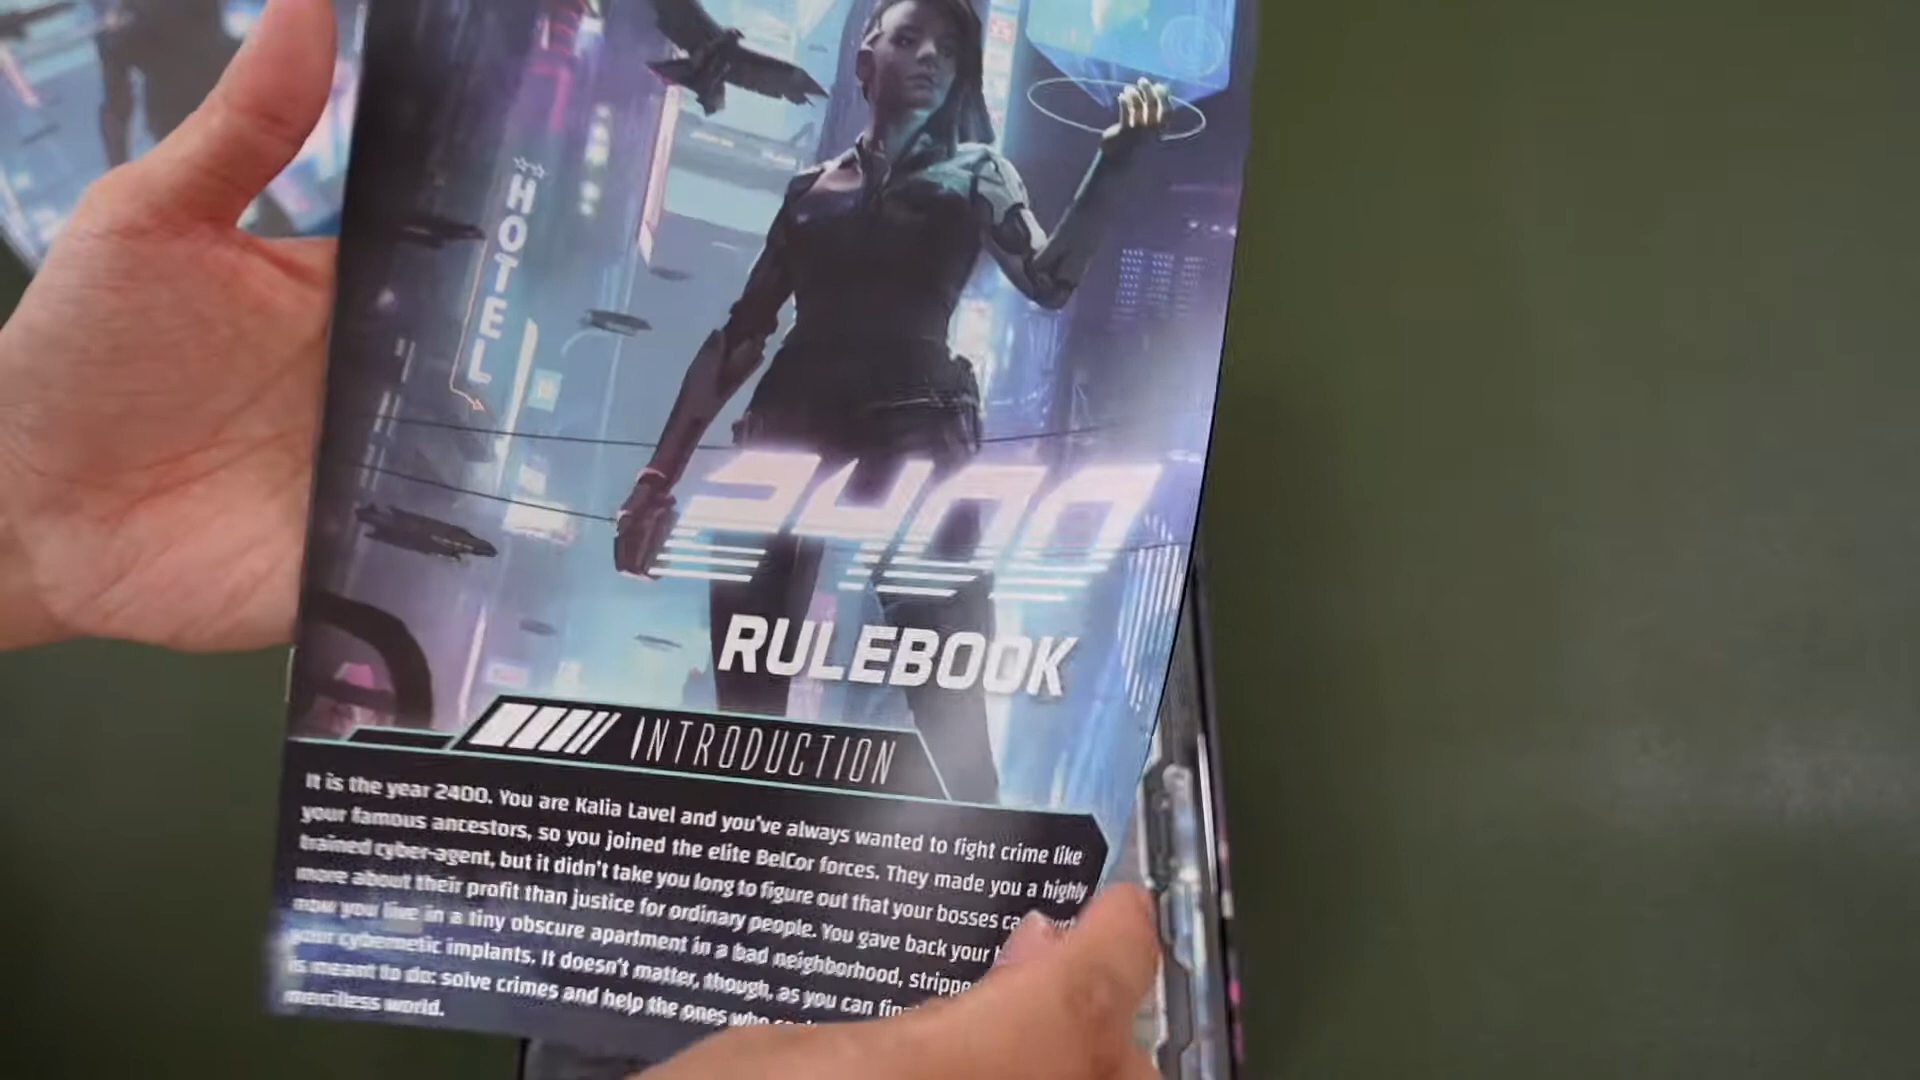 HOTEL
2400
RULEBOOK
INTRODUCTION
It is the year 2400. You are Kalia Lavel and you've always wanted to fight crime like
your famous ancestors, so you joined the elite BelCor forces. They made you a highly
trained cyber-agent, but it didn't take you long to figure out that your bosses
more about their profit than justice for ordinary people. You gave back your
now you live in a tiny obscure apartment in a bad neighborhood,
your cybernetic implants. It doesn't matter, though, as you can
is meant to do: solve crimes and help the ones who
merciless world.